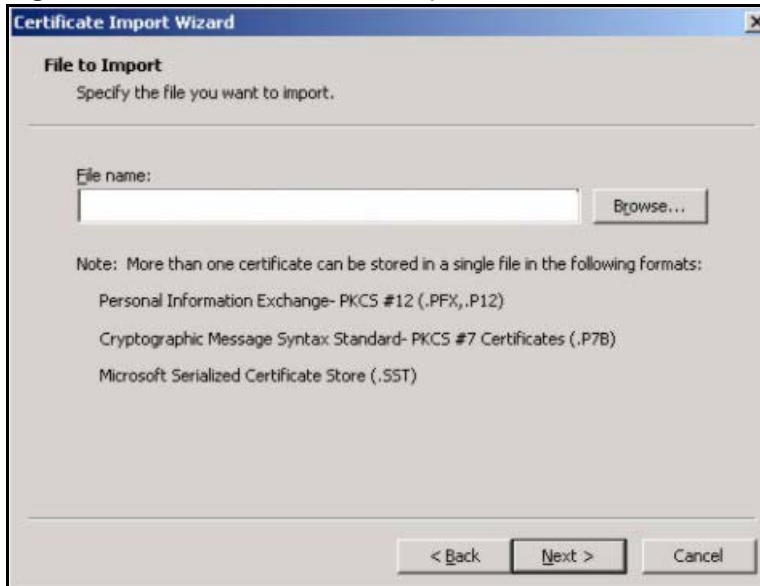 Certificate Import Wizard
File to Import
Specify the file you want to import.
File name:
Browse...
Note: More than one certificate can be stored in a single file in the following formats:
Personal Information Exchange- PKCS #12 (.PFX,.P12)
Cryptographic Message Syntax Standard- PKCS #7 Certificates (.P7B)
Microsoft Serialized Certificate Store (.SST)
< Back Next > Cancel